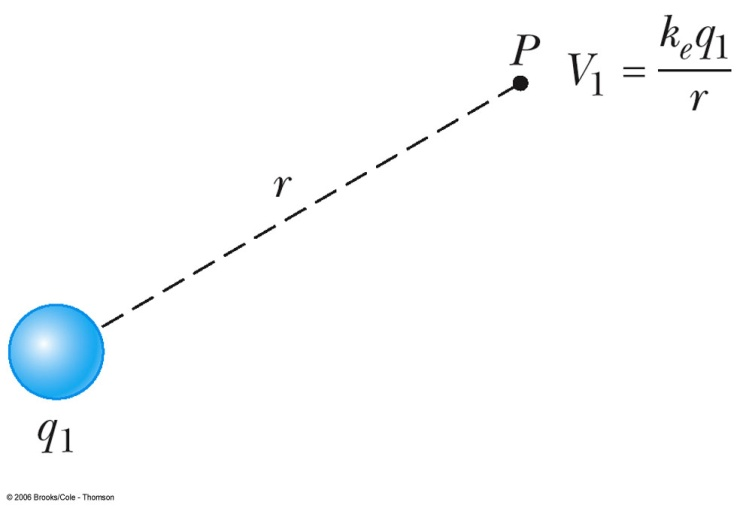 P
V₁ = kₑq₁/r
r
q₁
© 2006 Brooks/Cole - Thomson